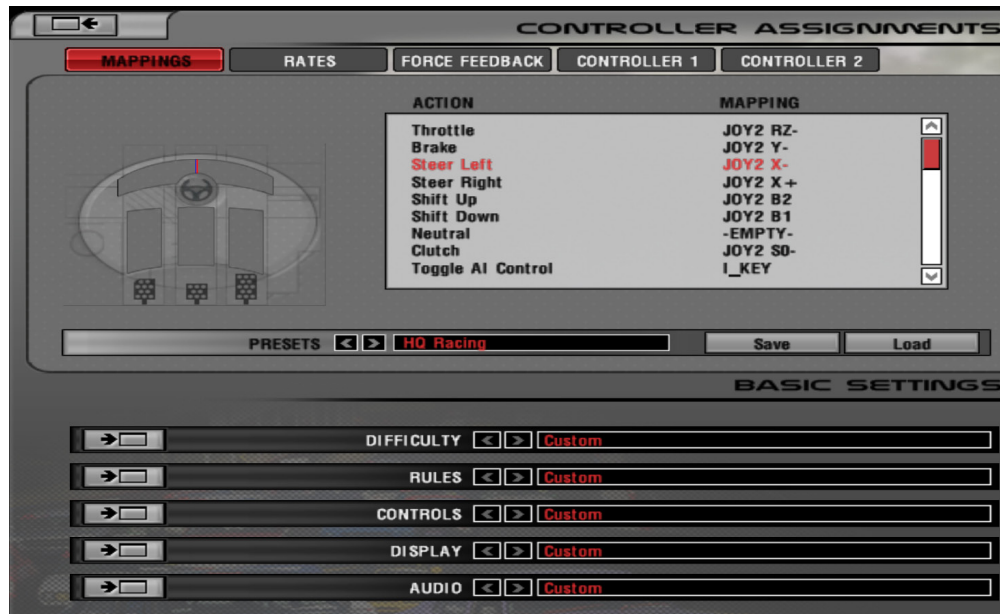 CONTROLLER ASSIGNMENTS
MAPPINGS RATES FORCE FEEDBACK CONTROLLER 1 CONTROLLER 2
ACTION MAPPING
Throttle JOY2 RZ-
Brake JOY2 Y-
Steer Left JOY2 X-
Steer Right JOY2 X+
Shift Up JOY2 B2
Shift Down JOY2 B1
Neutral -EMPTY-
Clutch JOY2 S0-
Toggle AI Control I_KEY
PRESETS < > HQ Racing Save Load
BASIC SETTINGS
DIFFICULTY < > Custom
RULES < > Custom
CONTROLS < > Custom
DISPLAY < > Custom
AUDIO < > Custom